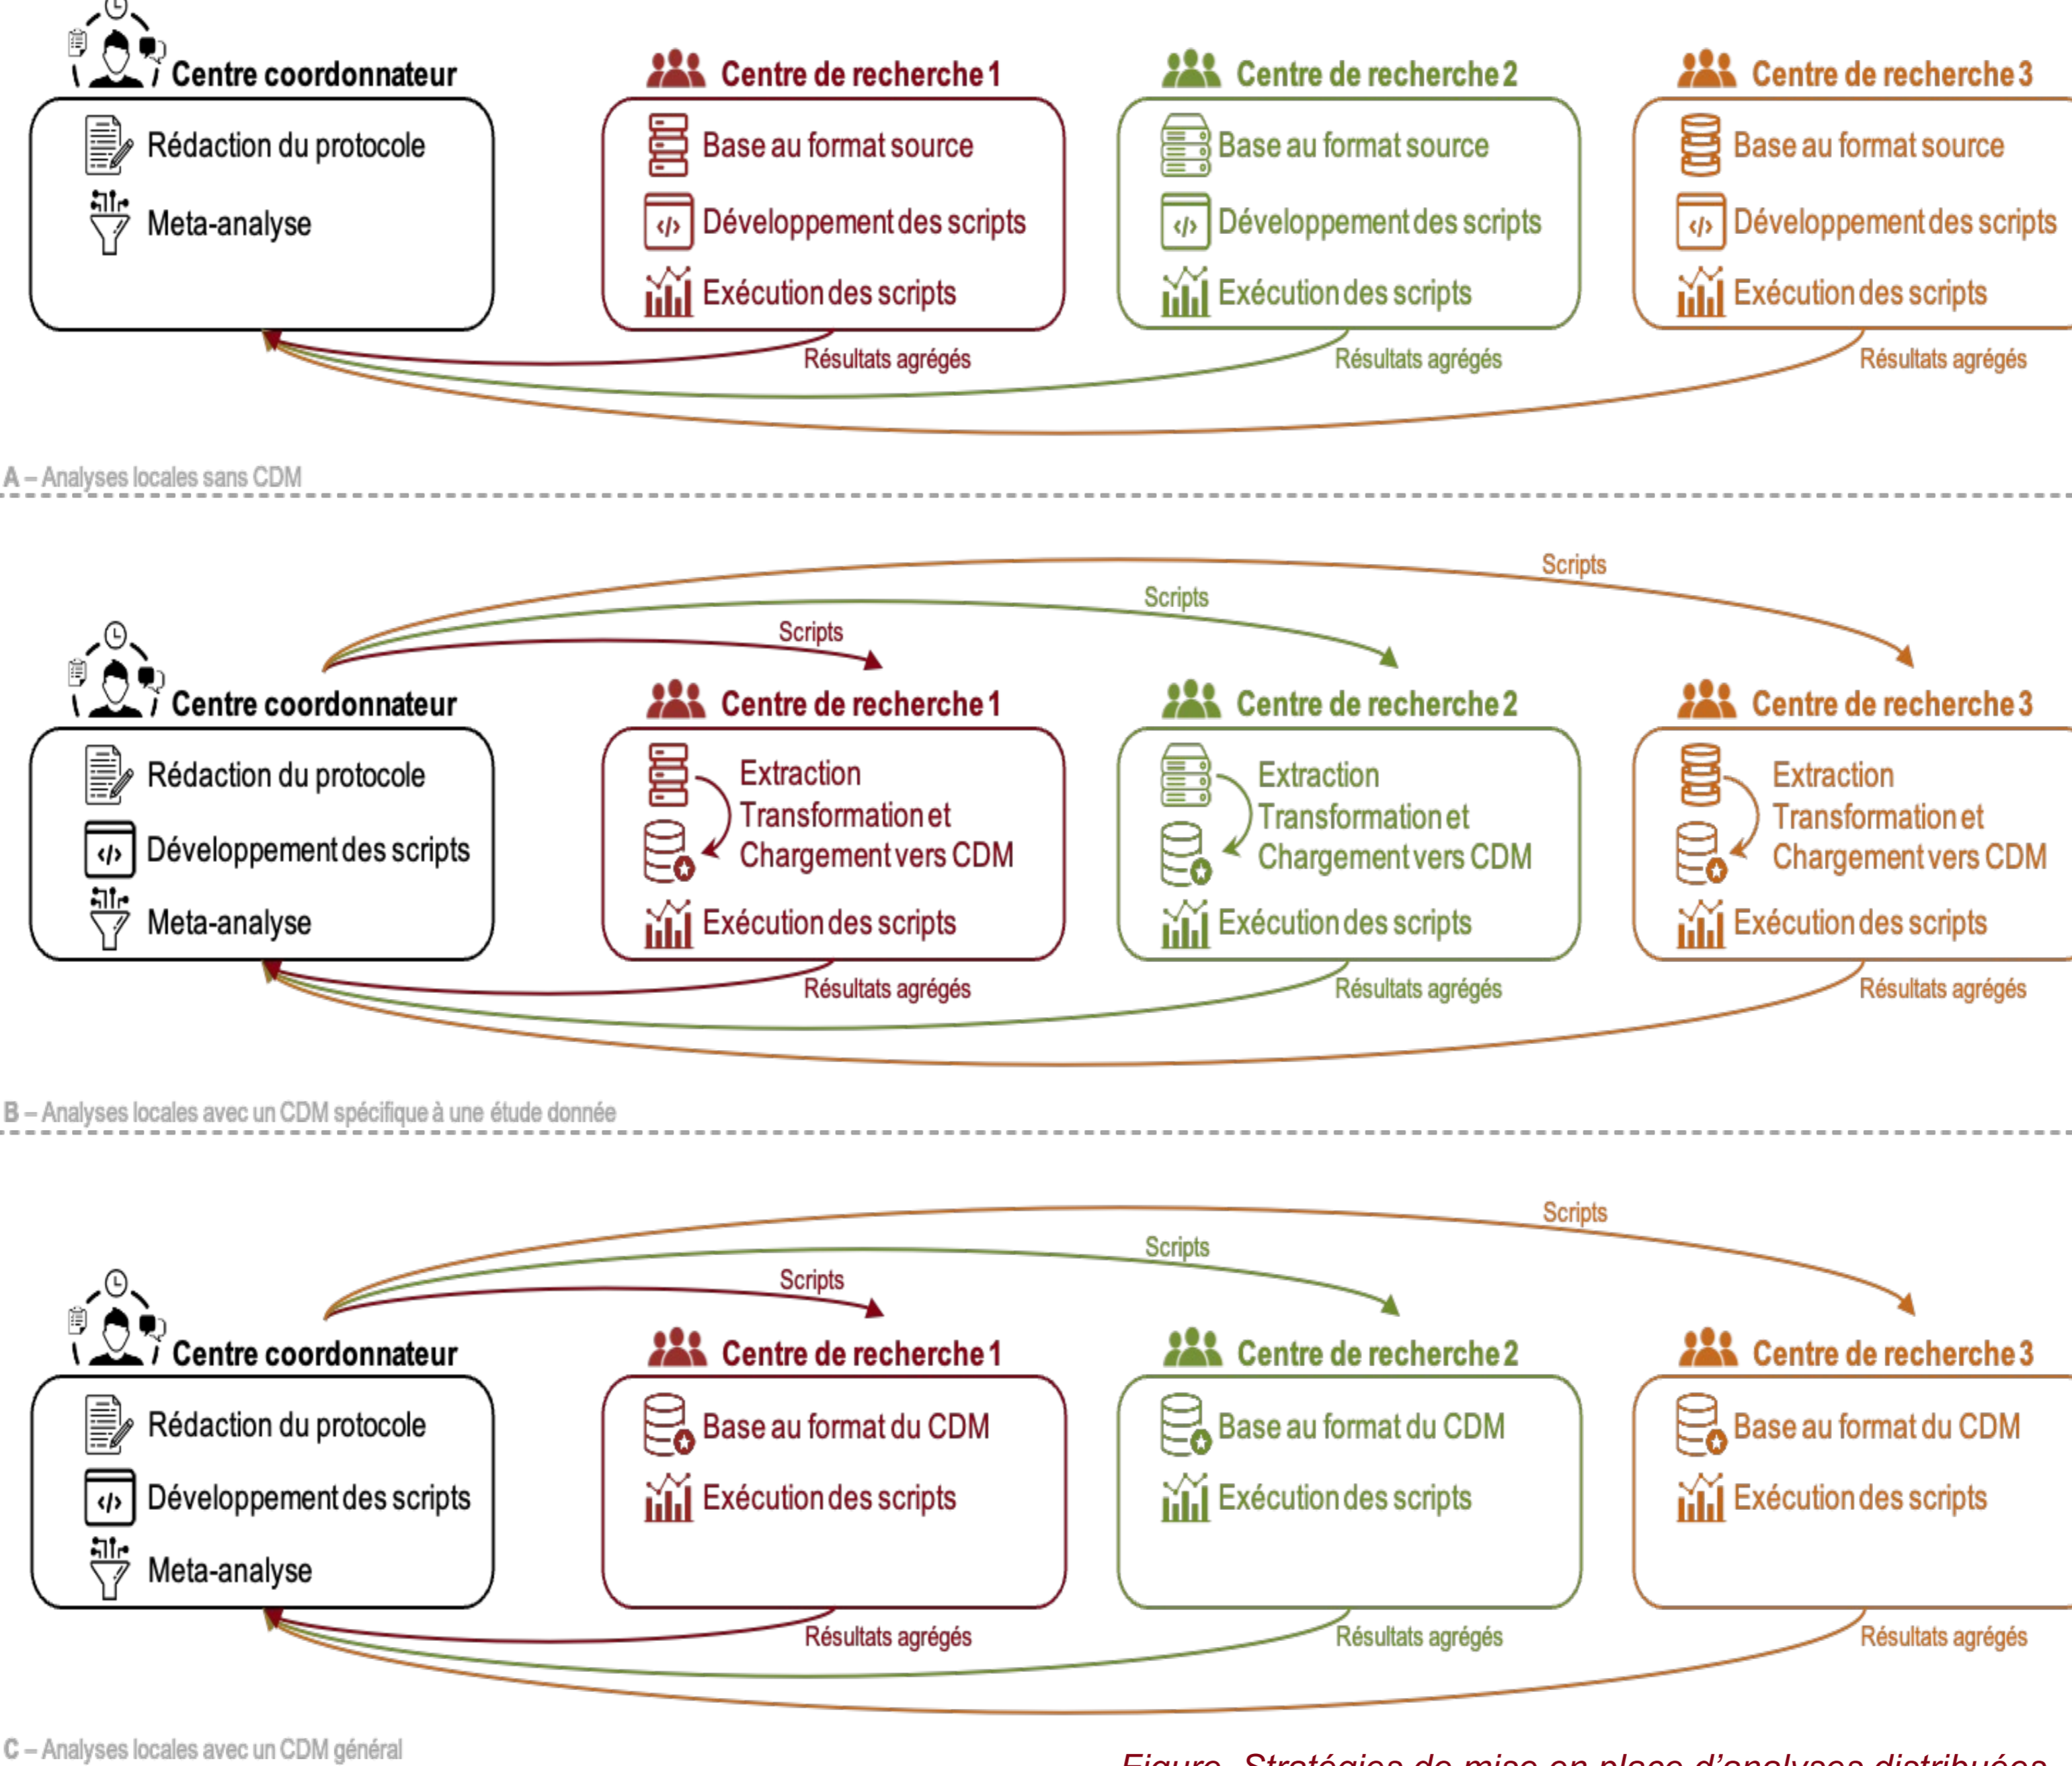 Centre coordonnateur
Rédaction du protocole
Meta-analyse
Centre de recherche 1
Base au format source
</> Développement des scripts
Exécution des scripts
Résultats agrégés
Centre de recherche 2
Base au format source
</> Développement des scripts
Exécution des scripts
Résultats agrégés
Centre de recherche 3
Base au format source
</> Développement des scripts
Exécution des scripts
Résultats agrégés
A – Analyses locales sans CDM
Scripts
Scripts
Scripts
Centre coordonnateur
Rédaction du protocole
</> Développement des scripts
Meta-analyse
Centre de recherche 1
Extraction
Transformation et
Chargement vers CDM
Exécution des scripts
Résultats agrégés
Centre de recherche 2
Extraction
Transformation et
Chargement vers CDM
Exécution des scripts
Résultats agrégés
Centre de recherche 3
Extraction
Transformation et
Chargement vers CDM
Exécution des scripts
Résultats agrégés
B – Analyses locales avec un CDM spécifique à une étude donnée
Scripts
Scripts
Scripts
Centre coordonnateur
Rédaction du protocole
</> Développement des scripts
Meta-analyse
Centre de recherche 1
Base au format du CDM
Exécution des scripts
Résultats agrégés
Centre de recherche 2
Base au format du CDM
Exécution des scripts
Résultats agrégés
Centre de recherche 3
Base au format du CDM
Exécution des scripts
Résultats agrégés
C – Analyses locales avec un CDM général
Figure. Stratégies de mise en place d'analyses distribuées